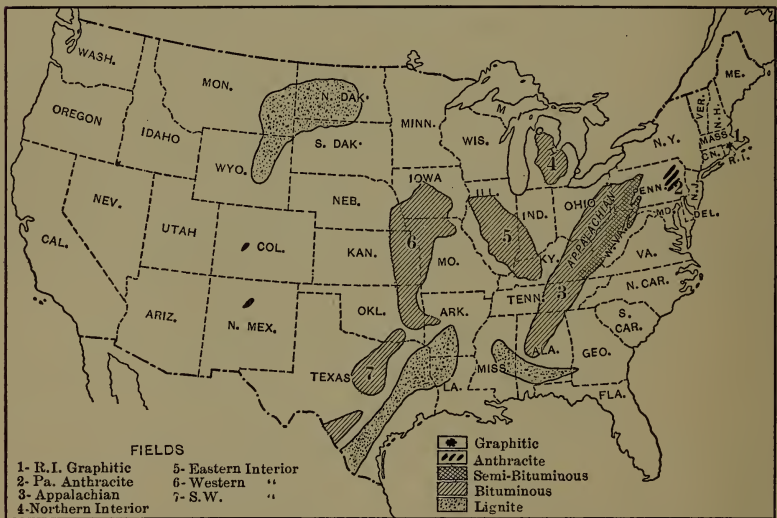 WASH.
MON.
N. DAK.
MINN.
ME.
OREGON
IDAHO
WYO.
S. DAK.
WIS.
M
4
N.Y.
VER.
N.H.
MASS.
1
CN.
R.I.
NEV.
UTAH
COL.
NEB.
IOWA
ILL.
IND.
OHIO
PENN
2
N.J.
MD.
DEL.
CAL.
KAN.
6
MO.
5
KY.
APPALACHIAN
W.VA.
VA.
ARIZ.
N. MEX.
OKL.
ARK.
TENN.
3
N. CAR.
S. CAR.
TEXAS
7
LA.
MISS.
ALA.
GEO.
FLA.
FIELDS
1- R.I. Graphitic
2- Pa. Anthracite
3- Appalachian
4- Northern Interior
5- Eastern Interior
6- Western "
7- S.W. "
Graphitic
Anthracite
Semi-Bituminous
Bituminous
Lignite